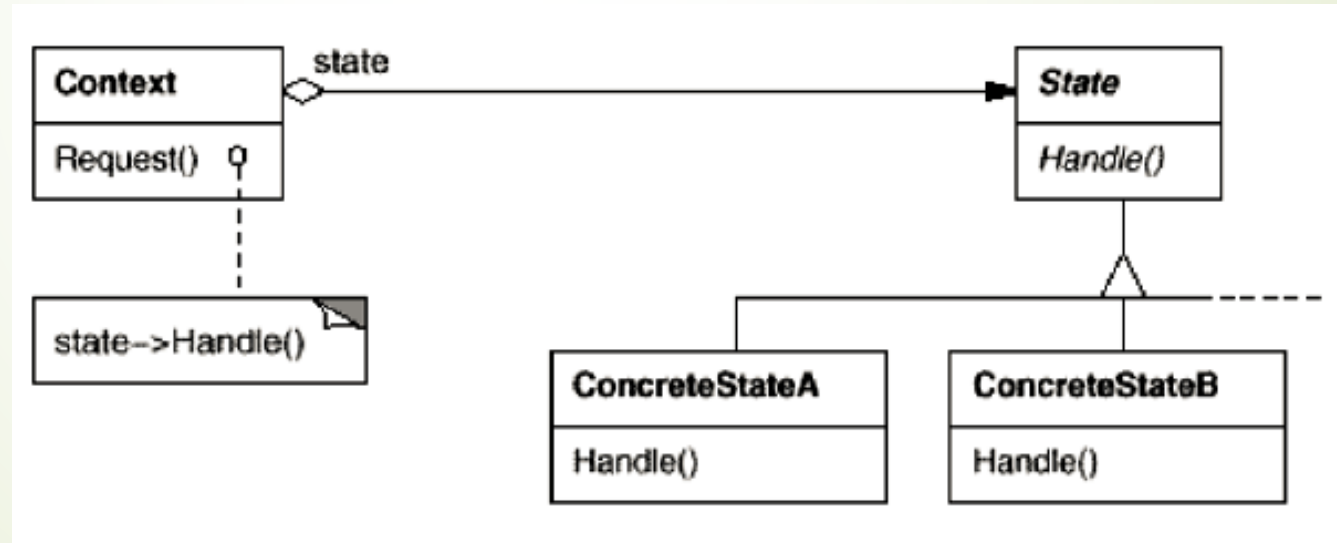 Context
Request()
state
State
Handle()
state->Handle()
ConcreteStateA
Handle()
ConcreteStateB
Handle()